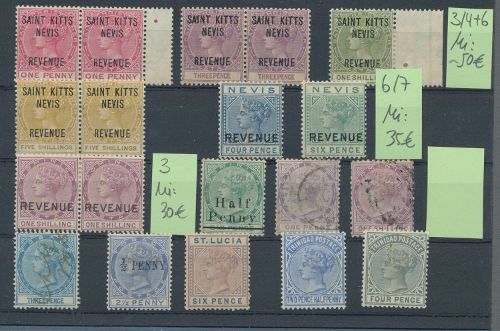 SAINT KITTS SAINT KITTS
NEVIS NEVIS
REVENUE REVENUE
ONE PENNY ONE PENNY
SAINT KITTS SAINT KITTS
NEVIS NEVIS
REVENUE REVENUE
THREEPENCE THREEPENCE
SAINT KITTS
NEVIS
REVENUE
ONE SHILLING
3/4+6
Mi:
~50€
SAINT KITTS SAINT KITTS
NEVIS NEVIS
REVENUE REVENUE
FIVE SHILLINGS FIVE SHILLINGS
NEVIS
REVENUE
FOUR PENCE
NEVIS
REVENUE
SIX PENCE
6/7
Mi:
35€
REVENUE REVENUE
ONE SHILLING ONE SHILLING
3
Mi:
30€
Half
Penny
ONE PENNY
THREEPENCE
½ PENNY
2½ PENNY
ST. LUCIA
SIX PENCE
TRINIDAD POSTAGE
TWO PENCE HALFPENNY
TRINIDAD POSTAGE
FOUR PENCE